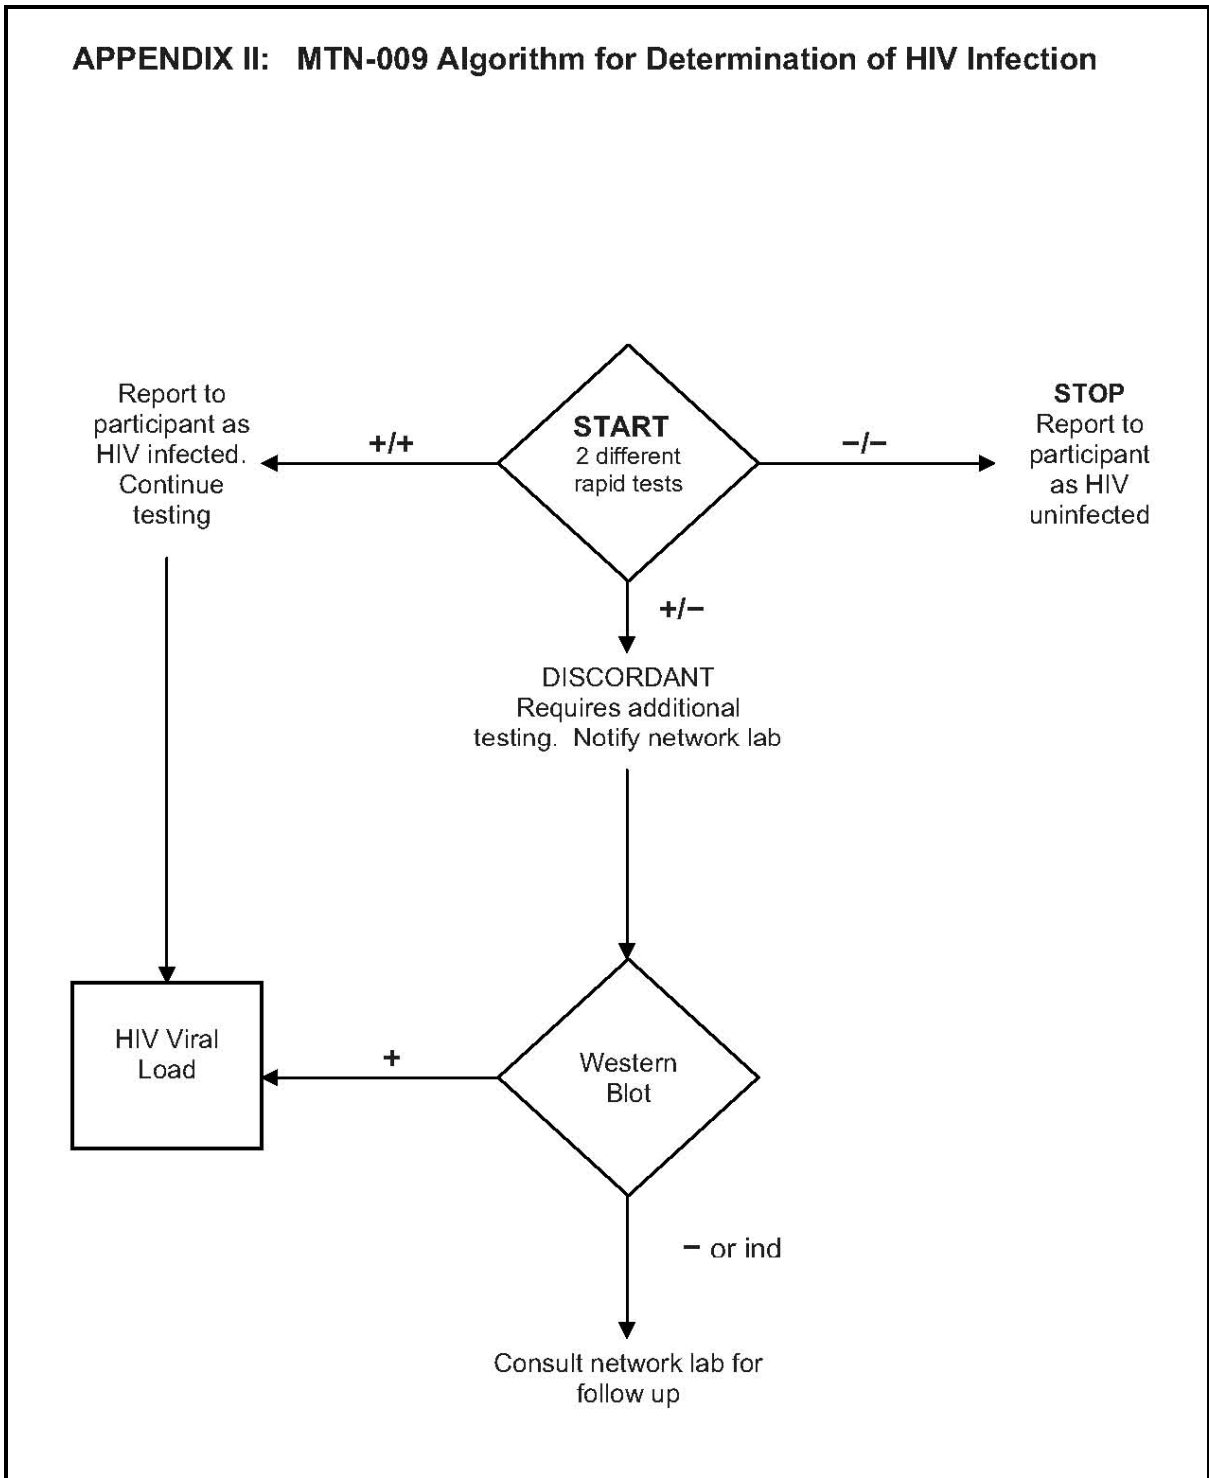 APPENDIX II: MTN-009 Algorithm for Determination of HIV Infection
Report to
participant as
HIV infected.
Continue
testing
+/+
START
2 different
rapid tests
−/−
STOP
Report to
participant
as HIV
uninfected
+/−
DISCORDANT
Requires additional
testing. Notify network lab
HIV Viral
Load
+
Western
Blot
− or ind
Consult network lab for
follow up